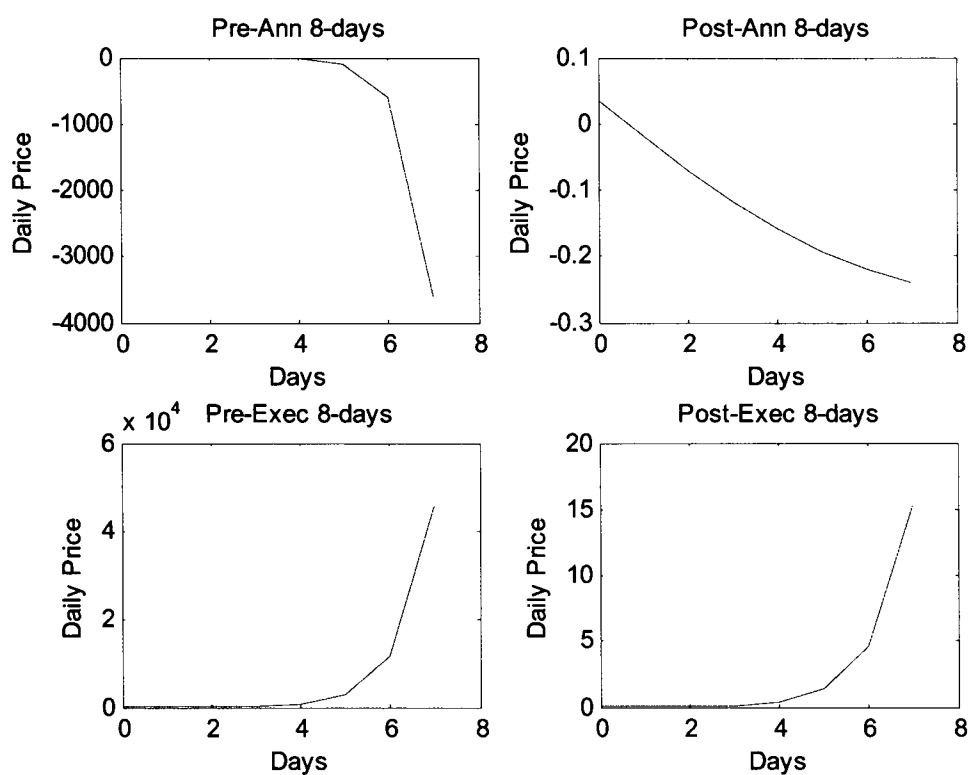 Pre-Ann 8-days
Post-Ann 8-days
0
-1000
-2000
-3000
-4000
Daily Price
0 2 4 6 8
Days
0.1
0
-0.1
-0.2
-0.3
Daily Price
0 2 4 6 8
Days
x 10^4
Pre-Exec 8-days
Post-Exec 8-days
6
4
2
0
Daily Price
0 2 4 6 8
Days
20
15
10
5
0
Daily Price
0 2 4 6 8
Days